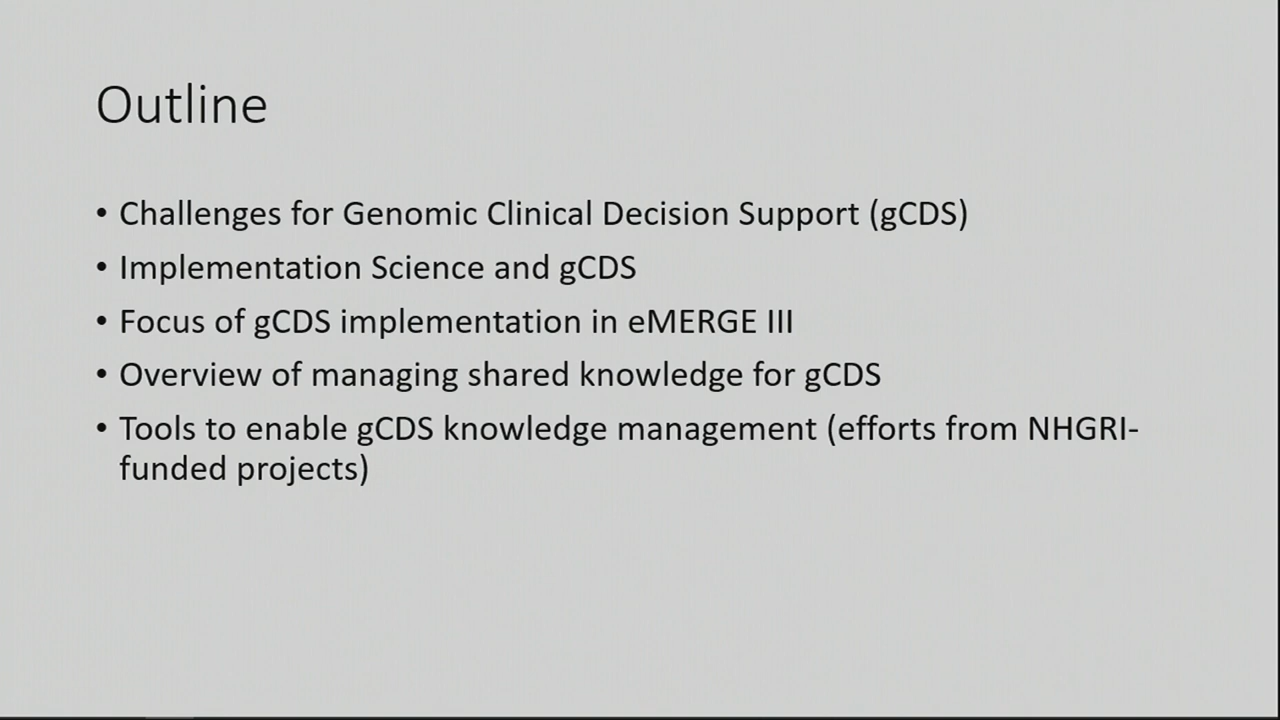 Outline
• Challenges for Genomic Clinical Decision Support (gCDS)
• Implementation Science and gCDS
• Focus of gCDS implementation in eMERGE III
• Overview of managing shared knowledge for gCDS
• Tools to enable gCDS knowledge management (efforts from NHGRI-
funded projects)